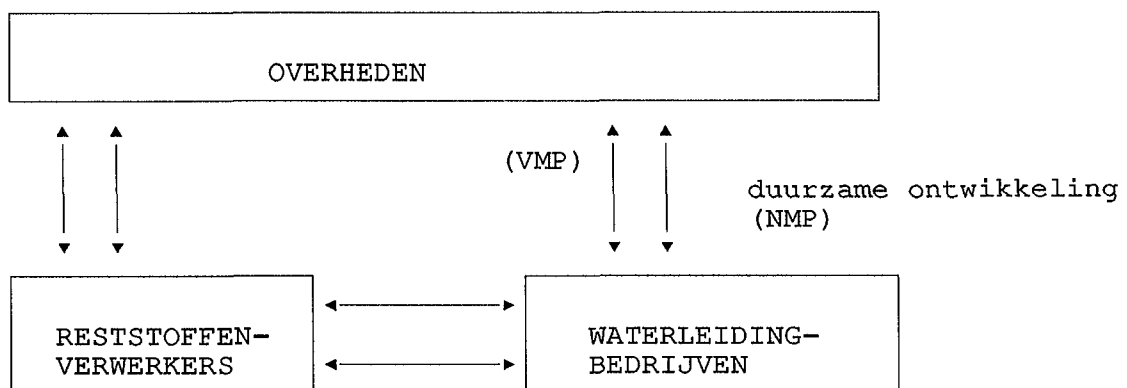 OVERHEDEN
(VMP)
duurzame ontwikkeling
(NMP)
RESTSTOFFEN-
VERWERKERS
WATERLEIDING-
BEDRIJVEN